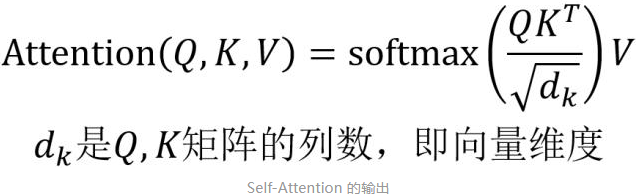 Attention(Q, K, V) = softmax(QK^T / √d_k)V
d_k是Q, K矩阵的列数，即向量维度
Self-Attention 的输出